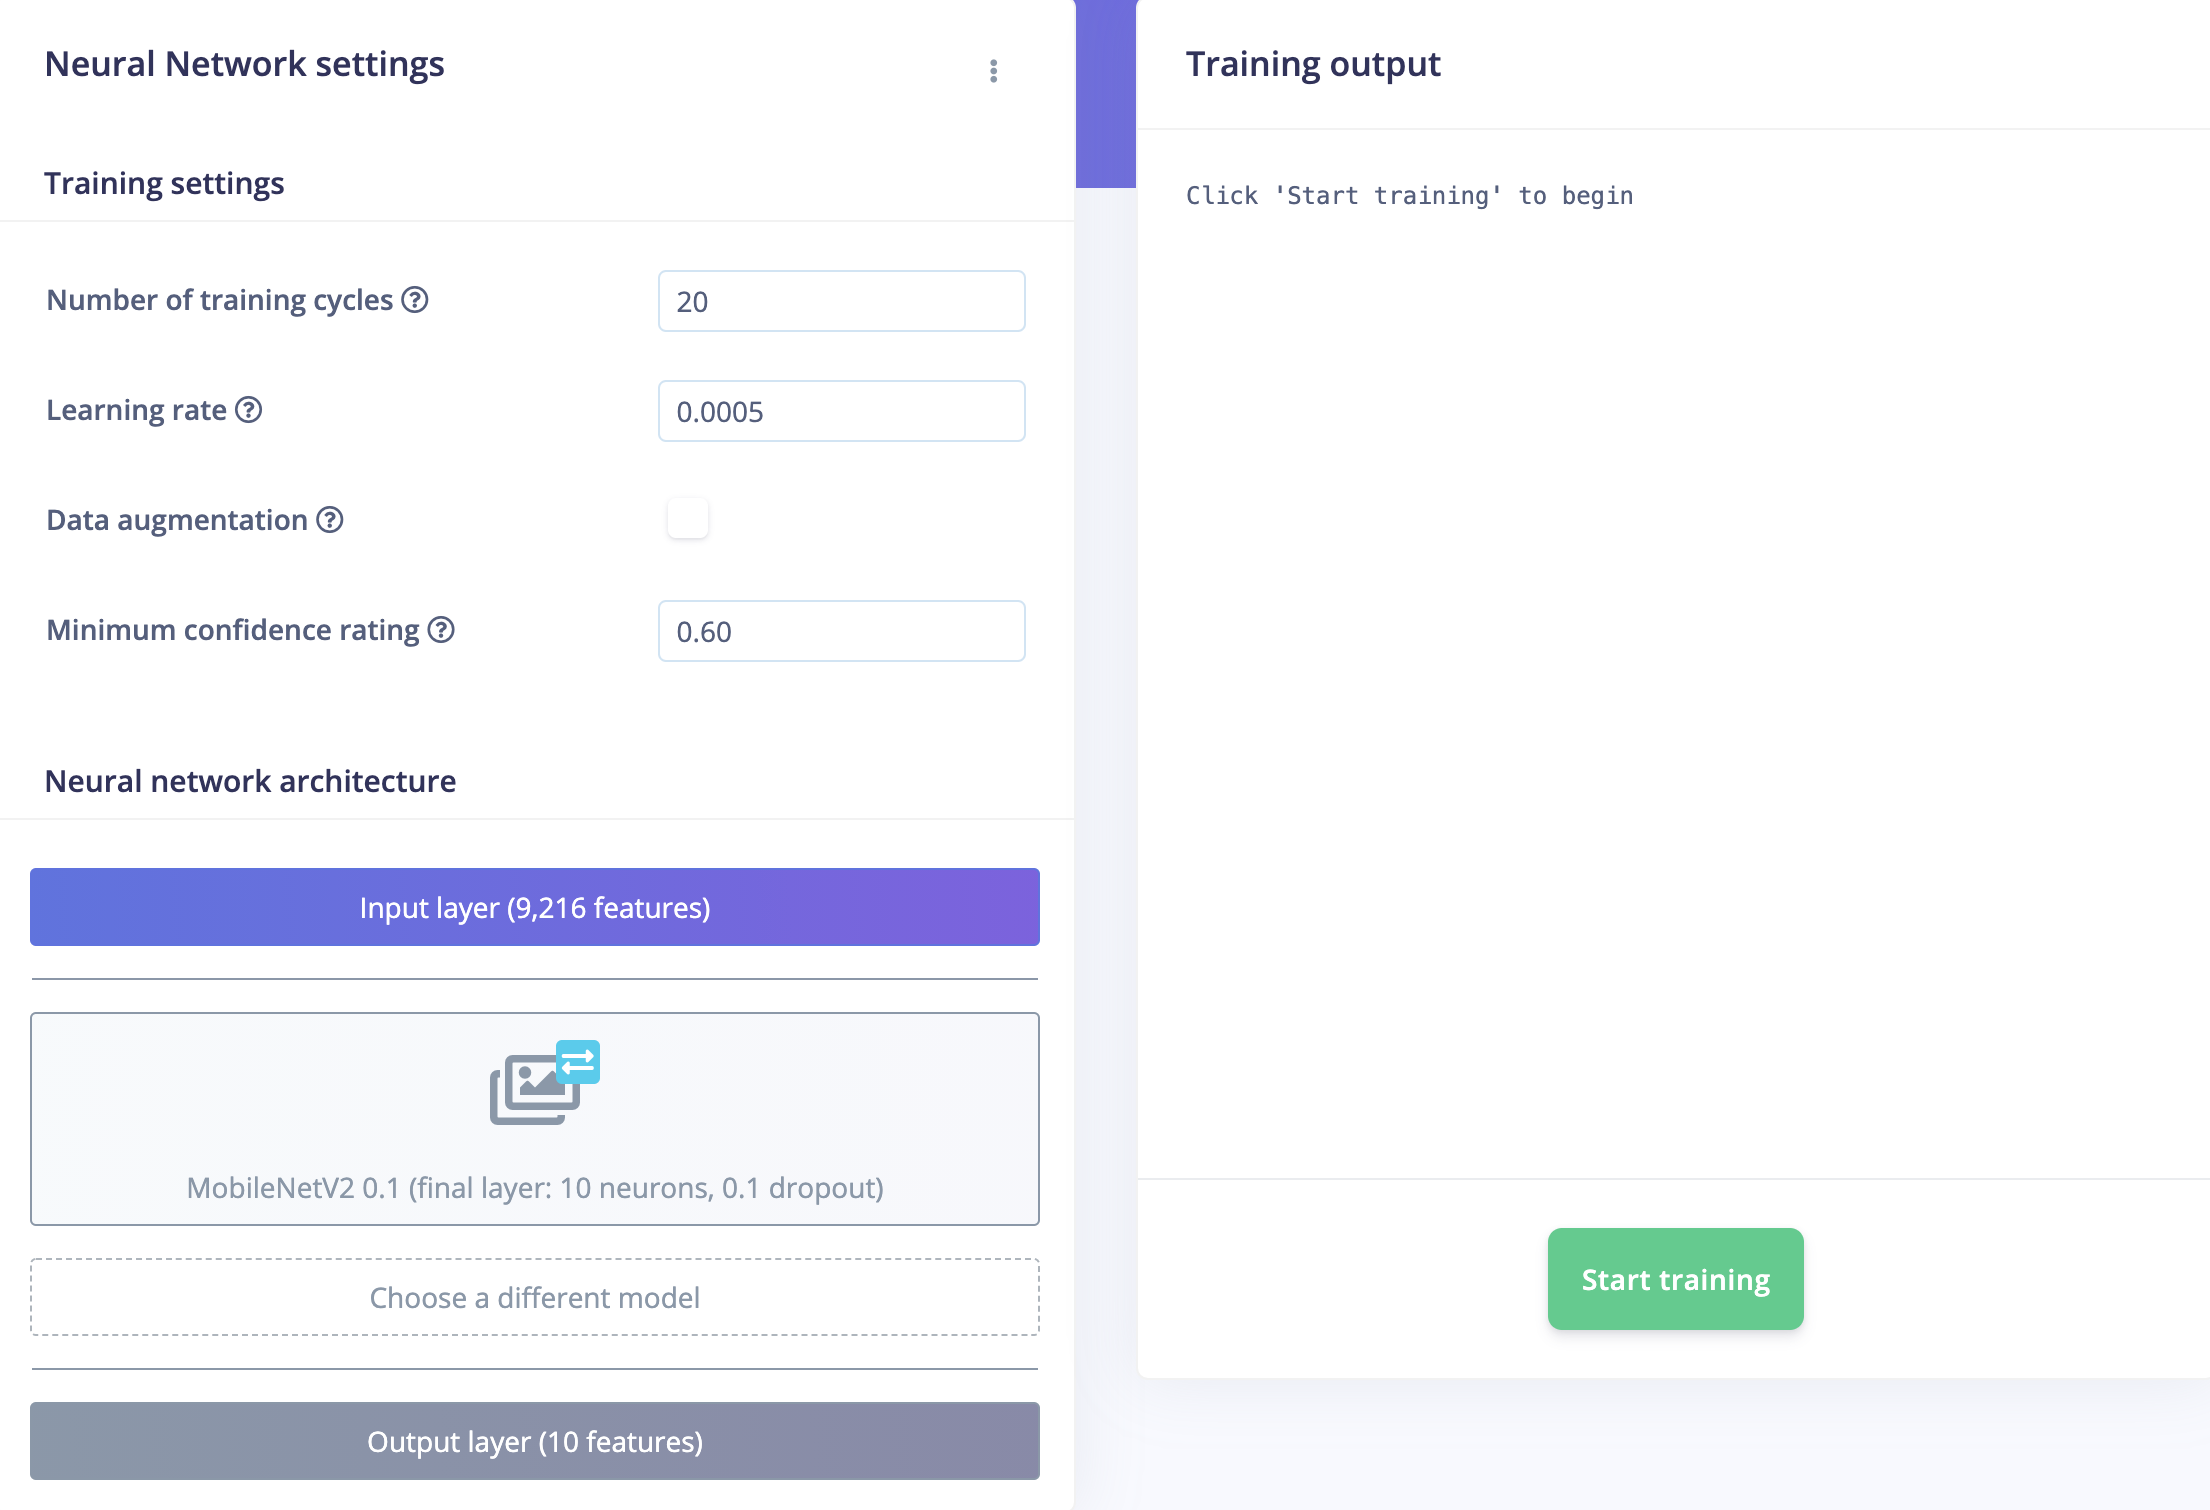 Neural Network settings
Training settings
Number of training cycles
20
Learning rate
0.0005
Data augmentation
Minimum confidence rating
0.60
Neural network architecture
Input layer (9,216 features)
MobileNetV2 0.1 (final layer: 10 neurons, 0.1 dropout)
Choose a different model
Output layer (10 features)
Training output
Click 'Start training' to begin
Start training